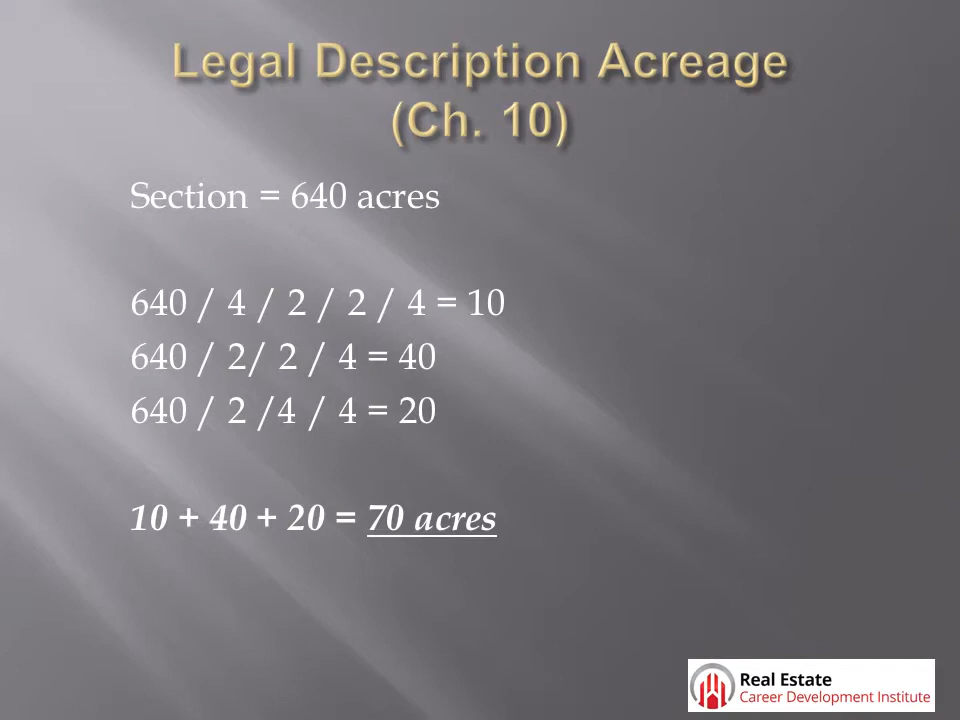 Legal Description Acreage
(Ch. 10)
Section = 640 acres
640 / 4 / 2 / 2 / 4 = 10
640 / 2/ 2 / 4 = 40
640 / 2 /4 / 4 = 20
10 + 40 + 20 = 70 acres
Real Estate
Career Development Institute